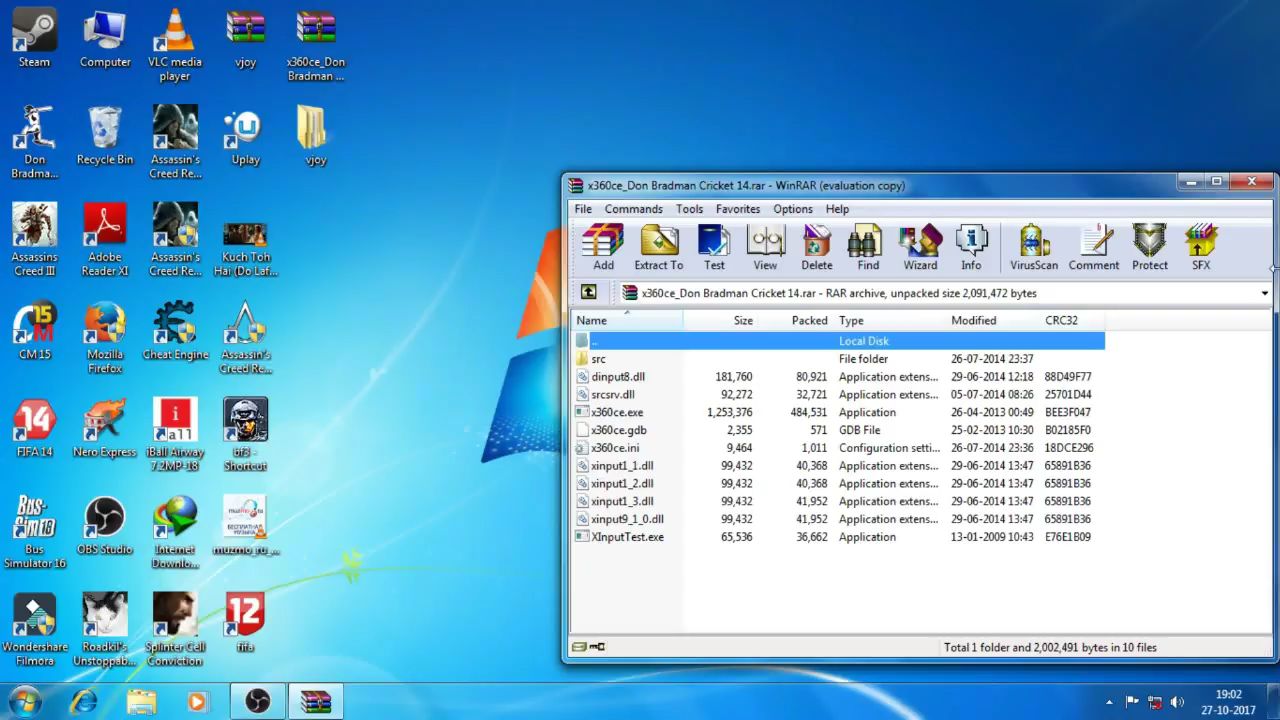 Steam
Computer
VLC media player
vjoy
x360ce_Don Bradman ...
Don Bradma...
Recycle Bin
Assassin's Creed Re...
Uplay
vjoy
Assassins Creed III
Adobe Reader XI
Assassin's Creed Re...
Kuch Toh Hai (Do Laf...
15
M
CM 15
Mozilla Firefox
Cheat Engine
Assassin's Creed Re...
14
FIFA 14
Nero Express
i
all
iBall Airway 7.2MP-18
bf3 - Shortcut
Bus-Sim16
Bus Simulator 16
OBS Studio
Internet Downlo...
muzmo.ru
muzmo_ru_...
Wondershare Filmora
Roadkil's Unstoppab...
Splinter Cell Conviction
12
fifa
x360ce_Don Bradman Cricket 14.rar - WinRAR (evaluation copy)
File Commands Tools Favorites Options Help
Add Extract To Test View Delete Find Wizard Info VirusScan Comment Protect SFX
x360ce_Don Bradman Cricket 14.rar - RAR archive, unpacked size 2,091,472 bytes
Name Size Packed Type Modified CRC32
.. Local Disk
src File folder 26-07-2014 23:37
dinput8.dll 181,760 80,921 Application extens... 29-06-2014 12:18 88D49F77
srcsrv.dll 92,272 32,721 Application extens... 05-07-2014 08:26 25701D44
x360ce.exe 1,253,376 484,531 Application 26-04-2013 00:49 BEE3F047
x360ce.gdb 2,355 571 GDB File 25-02-2013 10:30 B02185F0
x360ce.ini 9,464 1,011 Configuration setti... 26-07-2014 23:36 18DCE296
xinput1_1.dll 99,432 40,368 Application extens... 29-06-2014 13:47 65891B36
xinput1_2.dll 99,432 40,368 Application extens... 29-06-2014 13:47 65891B36
xinput1_3.dll 99,432 41,952 Application extens... 29-06-2014 13:47 65891B36
xinput9_1_0.dll 99,432 41,952 Application extens... 29-06-2014 13:47 65891B36
XInputTest.exe 65,536 36,662 Application 13-01-2009 10:43 E76E1B09
Total 1 folder and 2,002,491 bytes in 10 files
19:02
27-10-2017